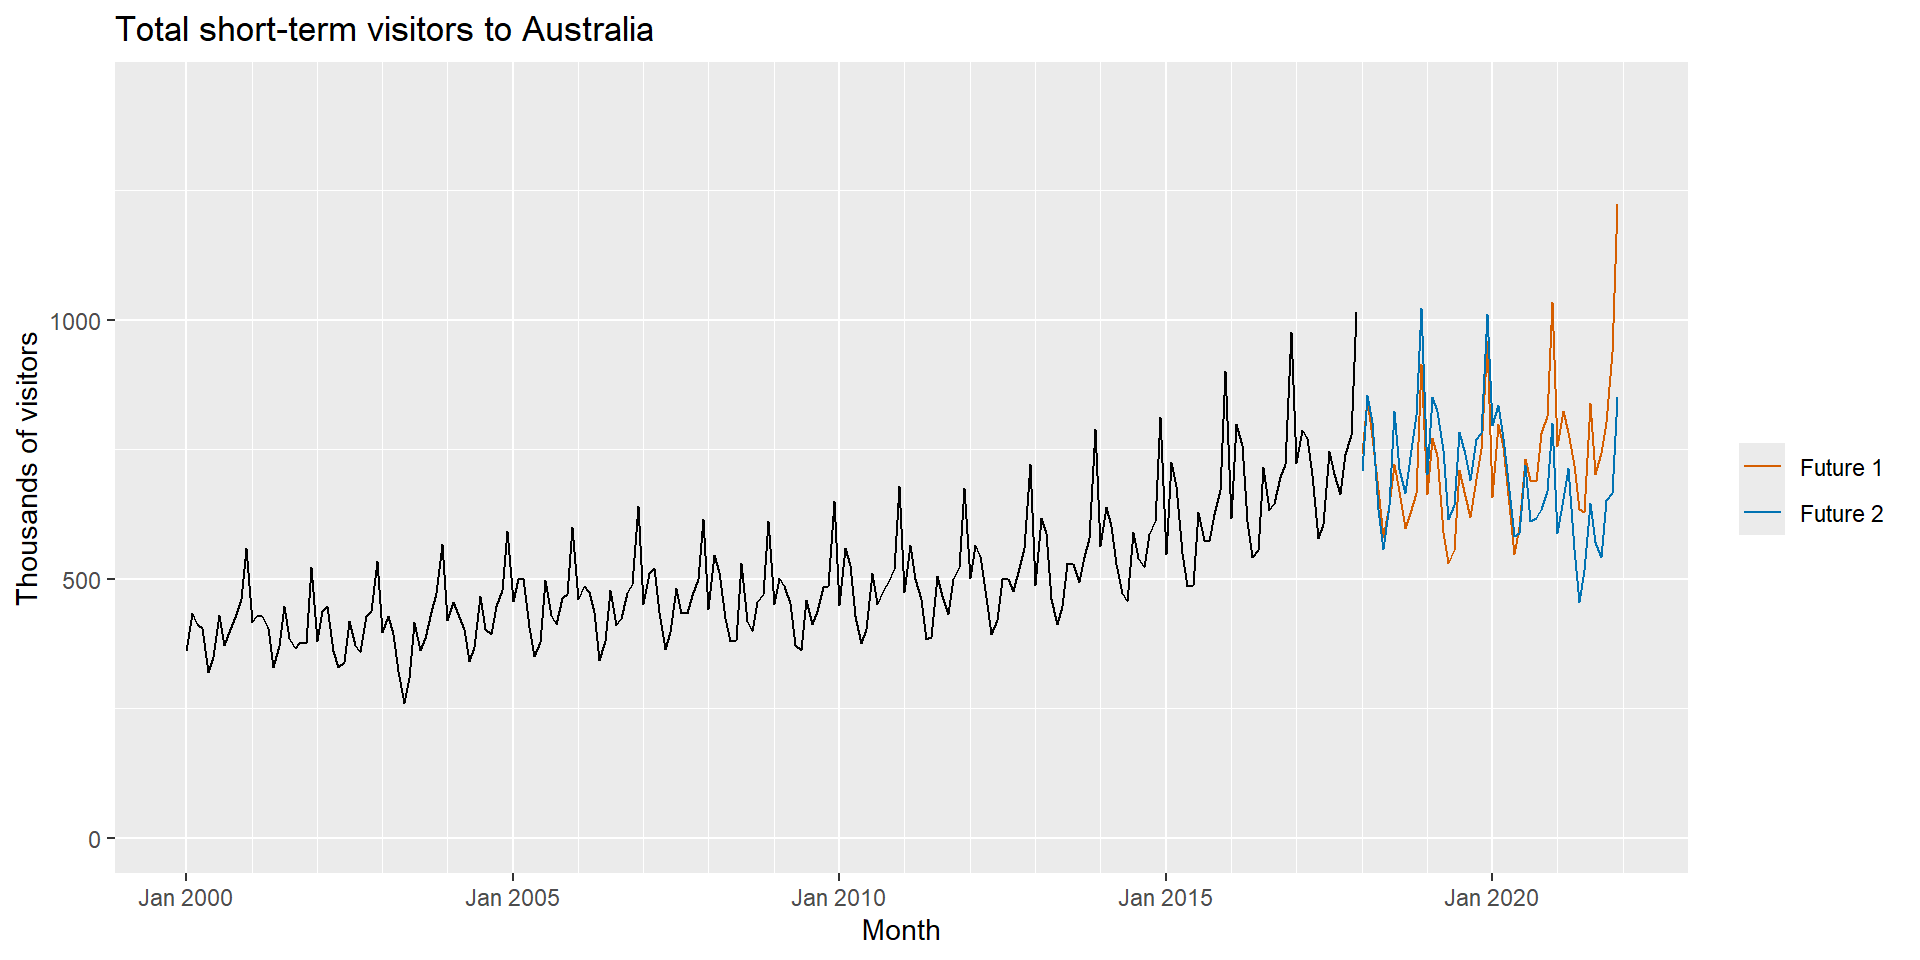 Total short-term visitors to Australia
Thousands of visitors
1000
500
0
Jan 2000
Jan 2005
Jan 2010
Jan 2015
Jan 2020
Month
Future 1
Future 2